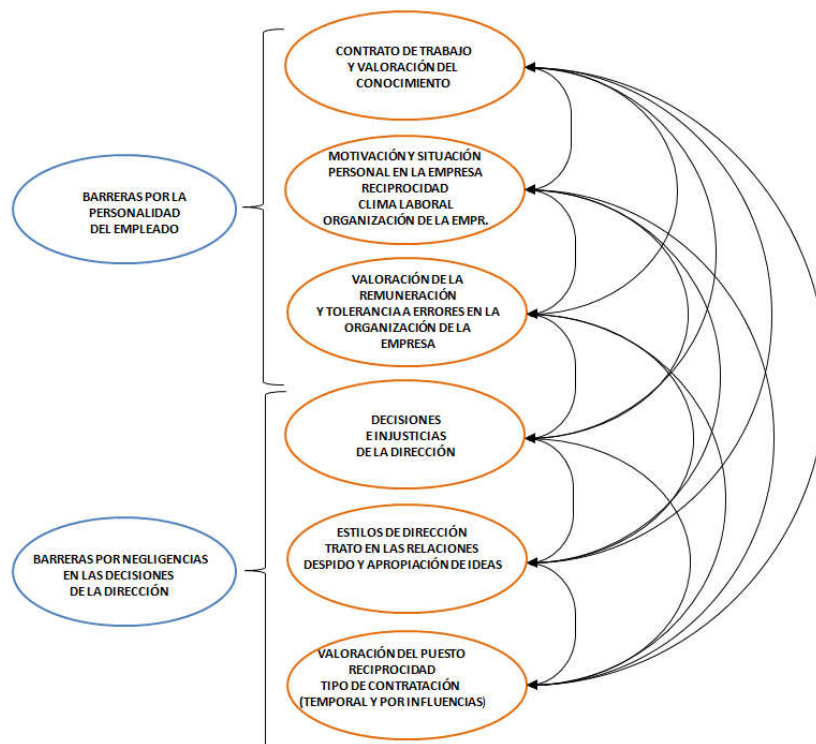 CONTRATO DE TRABAJO
Y VALORACIÓN DEL
CONOCIMIENTO
MOTIVACIÓN Y SITUACIÓN
PERSONAL EN LA EMPRESA
RECIPROCIDAD
CLIMA LABORAL
ORGANIZACIÓN DE LA EMPR.
BARRERAS POR LA
PERSONALIDAD
DEL EMPLEADO
VALORACIÓN DE LA
REMUNERACIÓN
Y TOLERANCIA A ERRORES EN LA
ORGANIZACIÓN DE LA
EMPRESA
DECISIONES
E INJUSTICIAS
DE LA DIRECCIÓN
BARRERAS POR NEGLIGENCIAS
EN LAS DECISIONES
DE LA DIRECCIÓN
ESTILOS DE DIRECCIÓN
TRATO EN LAS RELACIONES
DESPIDO Y APROPIACIÓN DE IDEAS
VALORACIÓN DEL PUESTO
RECIPROCIDAD
TIPO DE CONTRATACIÓN
(TEMPORAL Y POR INFLUENCIAS)